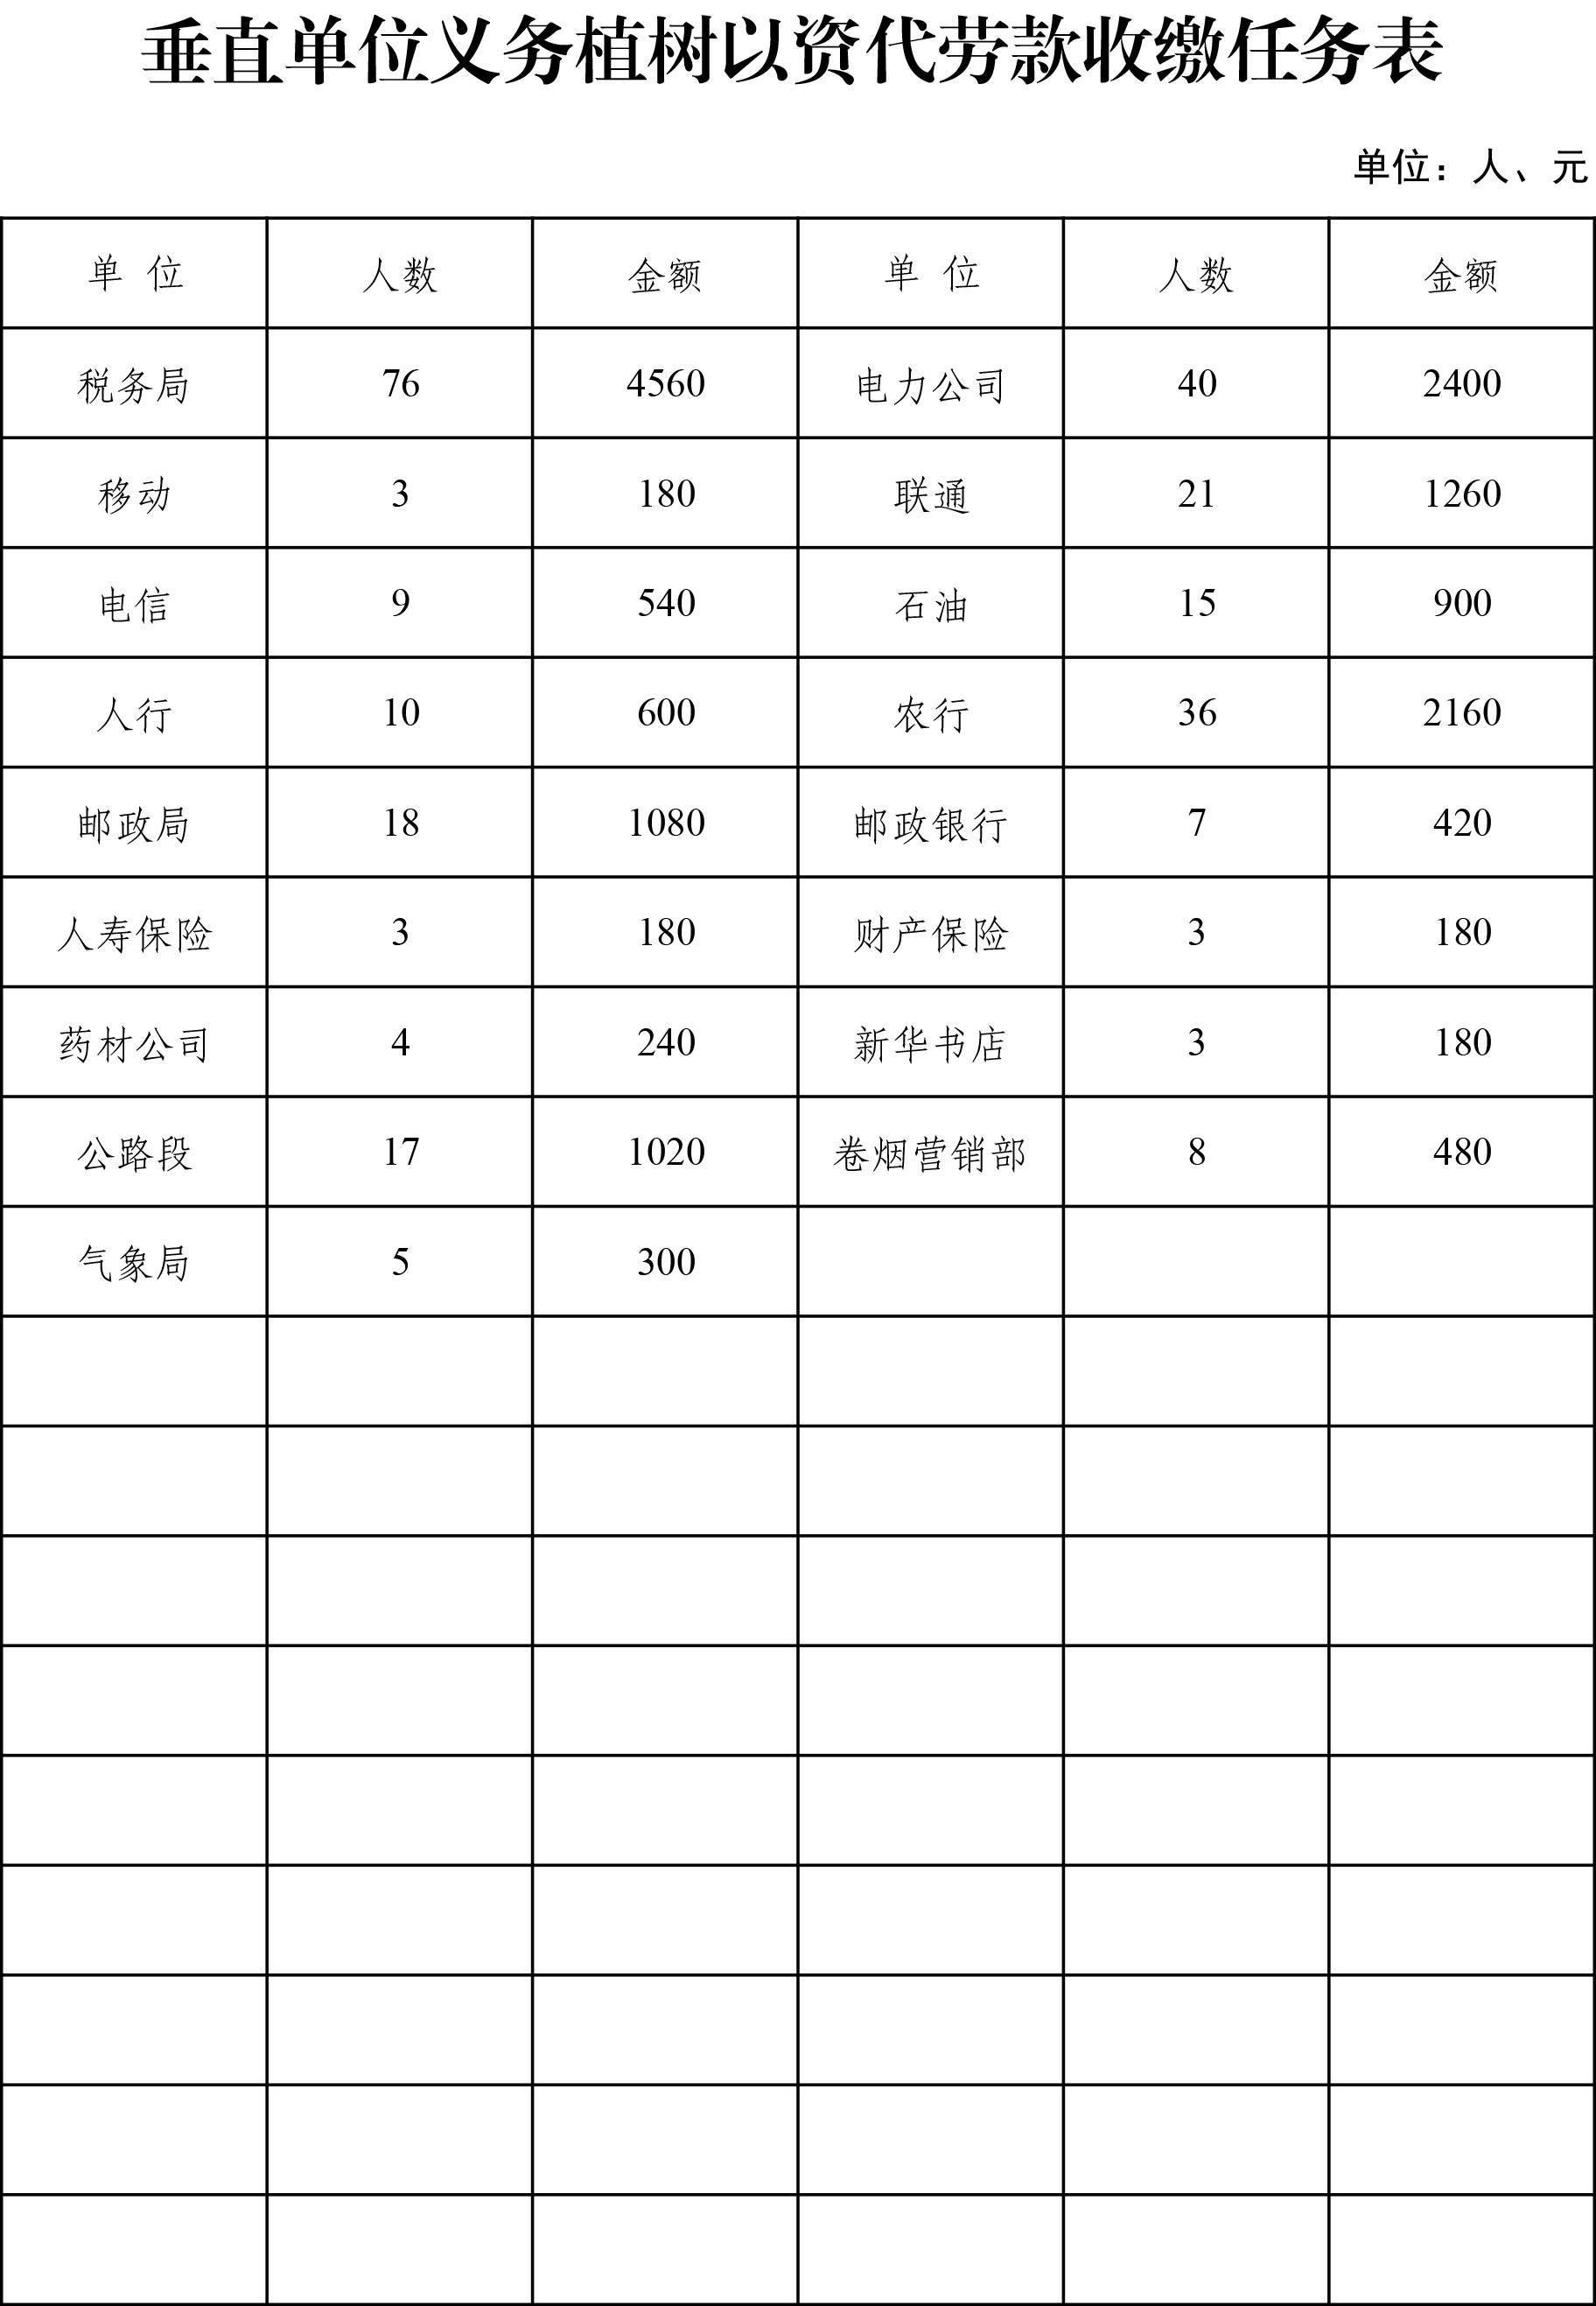 垂直单位义务植树以资代劳款收缴任务表
单位：人、元
单 位 人数 金额 单 位 人数 金额
税务局 76 4560 电力公司 40 2400
移动 3 180 联通 21 1260
电信 9 540 石油 15 900
人行 10 600 农行 36 2160
邮政局 18 1080 邮政银行 7 420
人寿保险 3 180 财产保险 3 180
药材公司 4 240 新华书店 3 180
公路段 17 1020 卷烟营销部 8 480
气象局 5 300